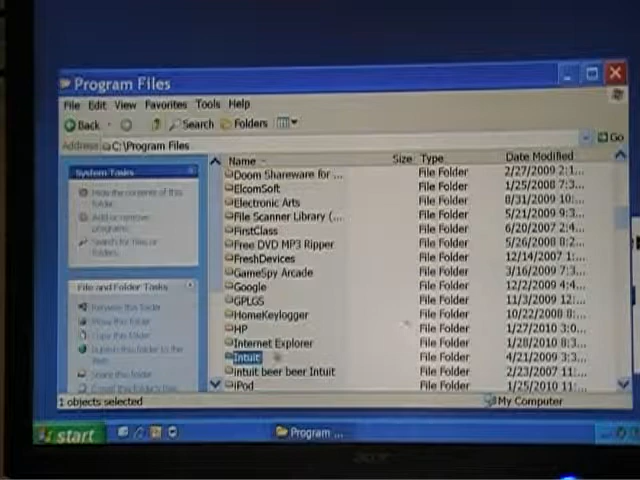 Program Files
File Edit View Favorites Tools Help
Back Search Folders
Address C:\Program Files Go
System Tasks
Hide the contents of this folder
Add or remove programs
Search for files or folders
File and Folder Tasks
Rename this folder
Move this folder
Copy this folder
Publish this folder to the Web
Share this folder
Name Size Type Date Modified
Doom Shareware for ... File Folder 2/27/2009 2:1...
ElcomSoft File Folder 1/25/2008 7:3...
Electronic Arts File Folder 8/31/2009 10:...
File Scanner Library (... File Folder 5/21/2009 9:3...
FirstClass File Folder 6/20/2007 2:4...
Free DVD MP3 Ripper File Folder 5/26/2008 8:2...
FreshDevices File Folder 12/14/2007 1:...
GameSpy Arcade File Folder 3/16/2009 7:3...
Google File Folder 12/2/2009 4:4...
GPLGS File Folder 11/3/2009 12:...
HomeKeylogger File Folder 10/22/2008 8:...
HP File Folder 1/27/2010 3:0...
Internet Explorer File Folder 1/28/2010 8:3...
Intuit File Folder 4/21/2009 3:3...
Intuit beer beer Intuit File Folder 2/23/2007 11:...
iPod File Folder 1/25/2010 11:...
1 objects selected My Computer
start Program ...
acer